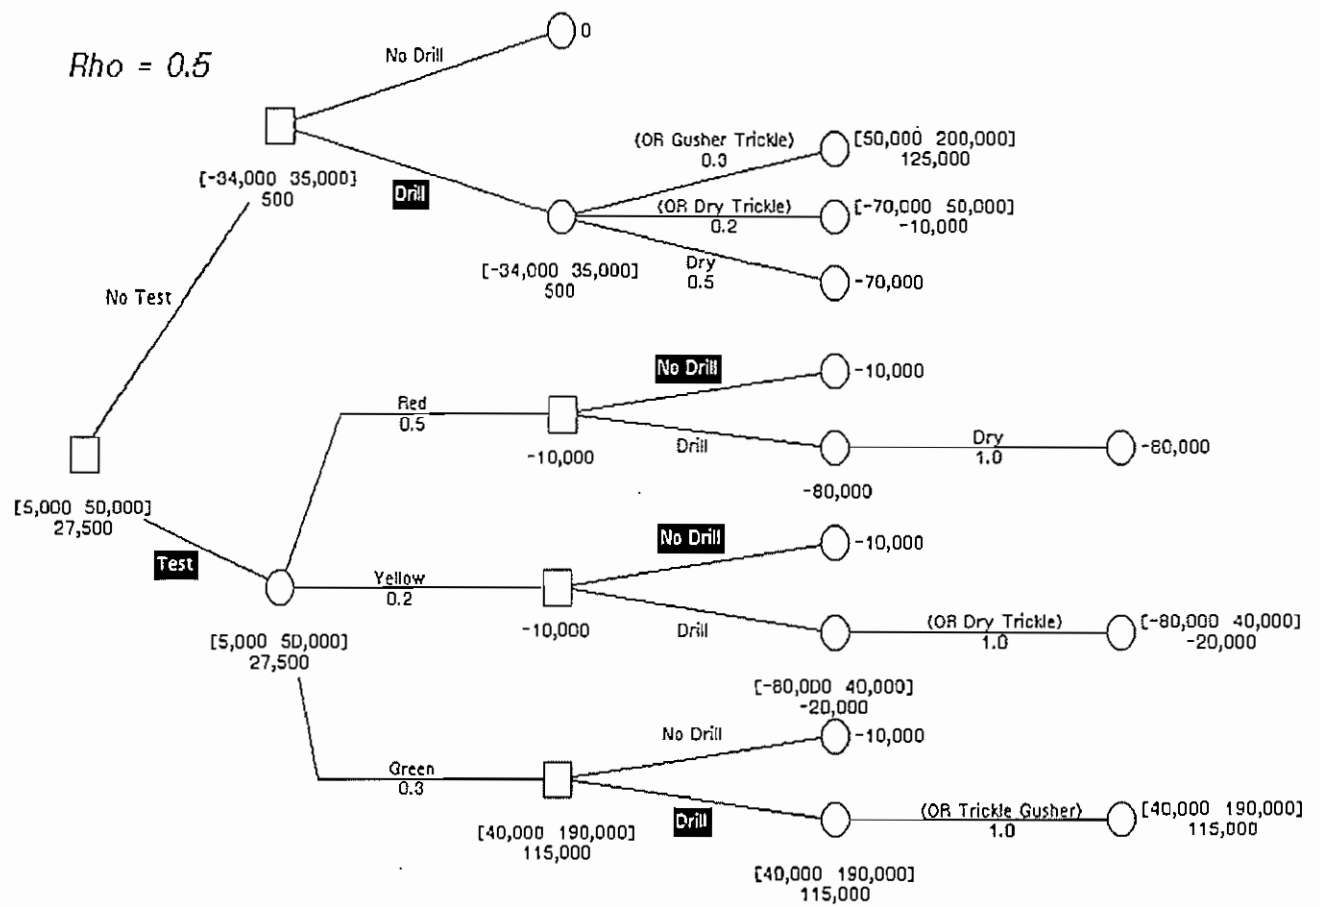 Rho = 0.5
No Drill
0
[-34,000 35,000]
500
Drill
(OR Gusher Trickle)
0.3
[50,000 200,000]
125,000
(OR Dry Trickle)
0.2
[-70,000 50,000]
-10,000
[-34,000 35,000]
500
Dry
0.5
-70,000
No Test
No Drill
-10,000
Red
0.5
-10,000
Drill
Dry
1.0
-80,000
-80,000
[5,000 50,000]
27,500
Test
No Drill
-10,000
Yellow
0.2
-10,000
Drill
(OR Dry Trickle)
1.0
[-80,000 40,000]
-20,000
[5,000 50,000]
27,500
[-80,000 40,000]
-20,000
No Drill
-10,000
Green
0.3
[40,000 190,000]
115,000
Drill
(OR Trickle Gusher)
1.0
[40,000 190,000]
115,000
[40,000 190,000]
115,000